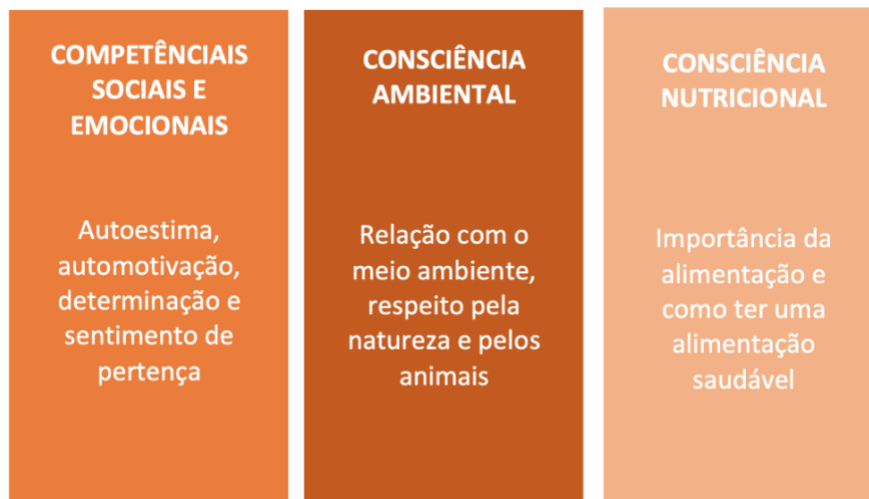 COMPETÊNCIAIS
SOCIAIS E
EMOCIONAIS
Autoestima,
automotivação,
determinação e
sentimento de
pertença
CONSCIÊNCIA
AMBIENTAL
Relação com o
meio ambiente,
respeito pela
natureza e pelos
animais
CONSCIÊNCIA
NUTRICIONAL
Importância da
alimentação e
como ter uma
alimentação
saudável